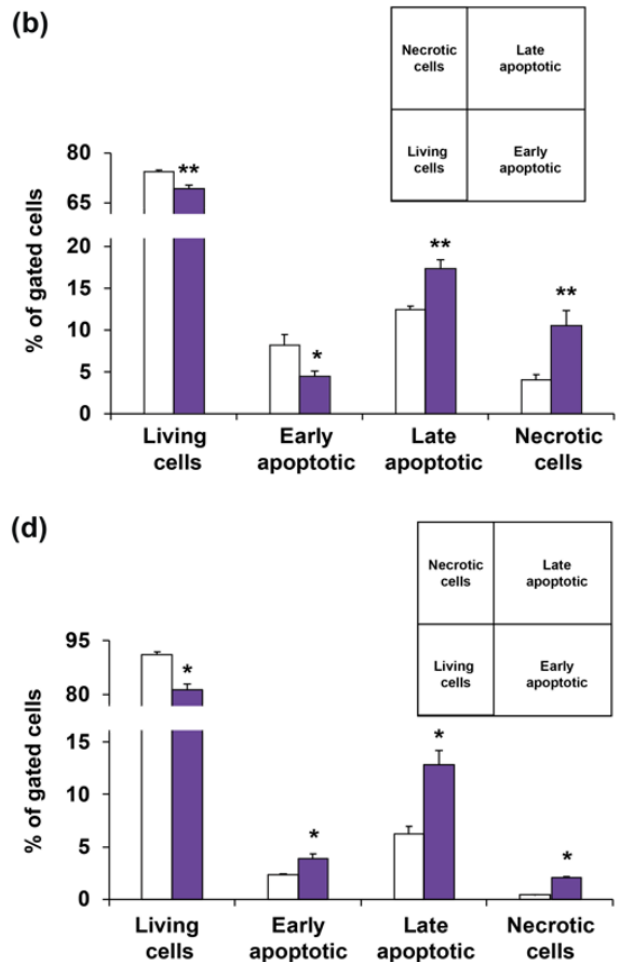 (b)
Necrotic
cells
Late
apoptotic
Living
cells
Early
apoptotic
% of gated cells
80
65
20
15
10
5
0
**
*
**
**
Living
cells
Early
apoptotic
Late
apoptotic
Necrotic
cells
(d)
Necrotic
cells
Late
apoptotic
Living
cells
Early
apoptotic
% of gated cells
95
80
15
10
5
0
*
*
*
*
Living
cells
Early
apoptotic
Late
apoptotic
Necrotic
cells